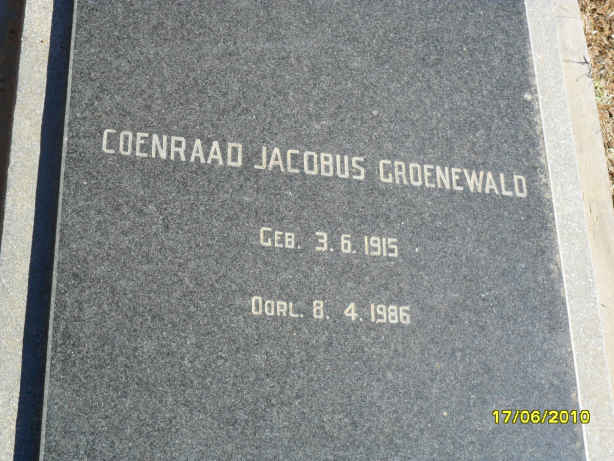 COENRAAD JACOBUS GROENEWALD
GEB. 3. 6. 1915
OORL. 8. 4. 1986
17/06/2010